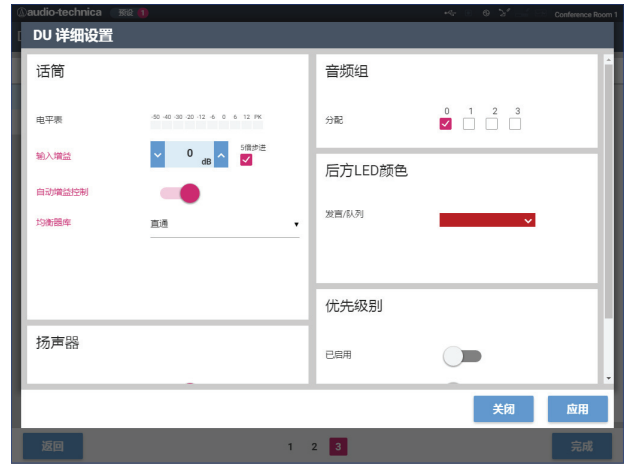 audio-technica 预设 1 Conference Room 1
DU 详细设置
话筒
电平表
-50 -40 -30 -20 -12 -6 0 6 12 PK
输入增益
0 dB
5倍步进
自动增益控制
均衡器库
直通
扬声器
音频组
分配
0 1 2 3
后方LED颜色
发言/队列
优先级别
已启用
关闭 应用
返回 1 2 3 完成